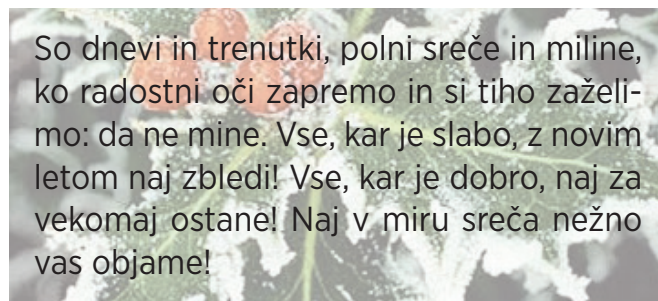 So dnevi in trenutki, polni sreče in miline,
ko radostni oči zapremo in si tiho zaželi-
mo: da ne mine. Vse, kar je slabo, z novim
letom naj zbledi! Vse, kar je dobro, naj za
vekomaj ostane! Naj v miru sreča nežno
vas objame!